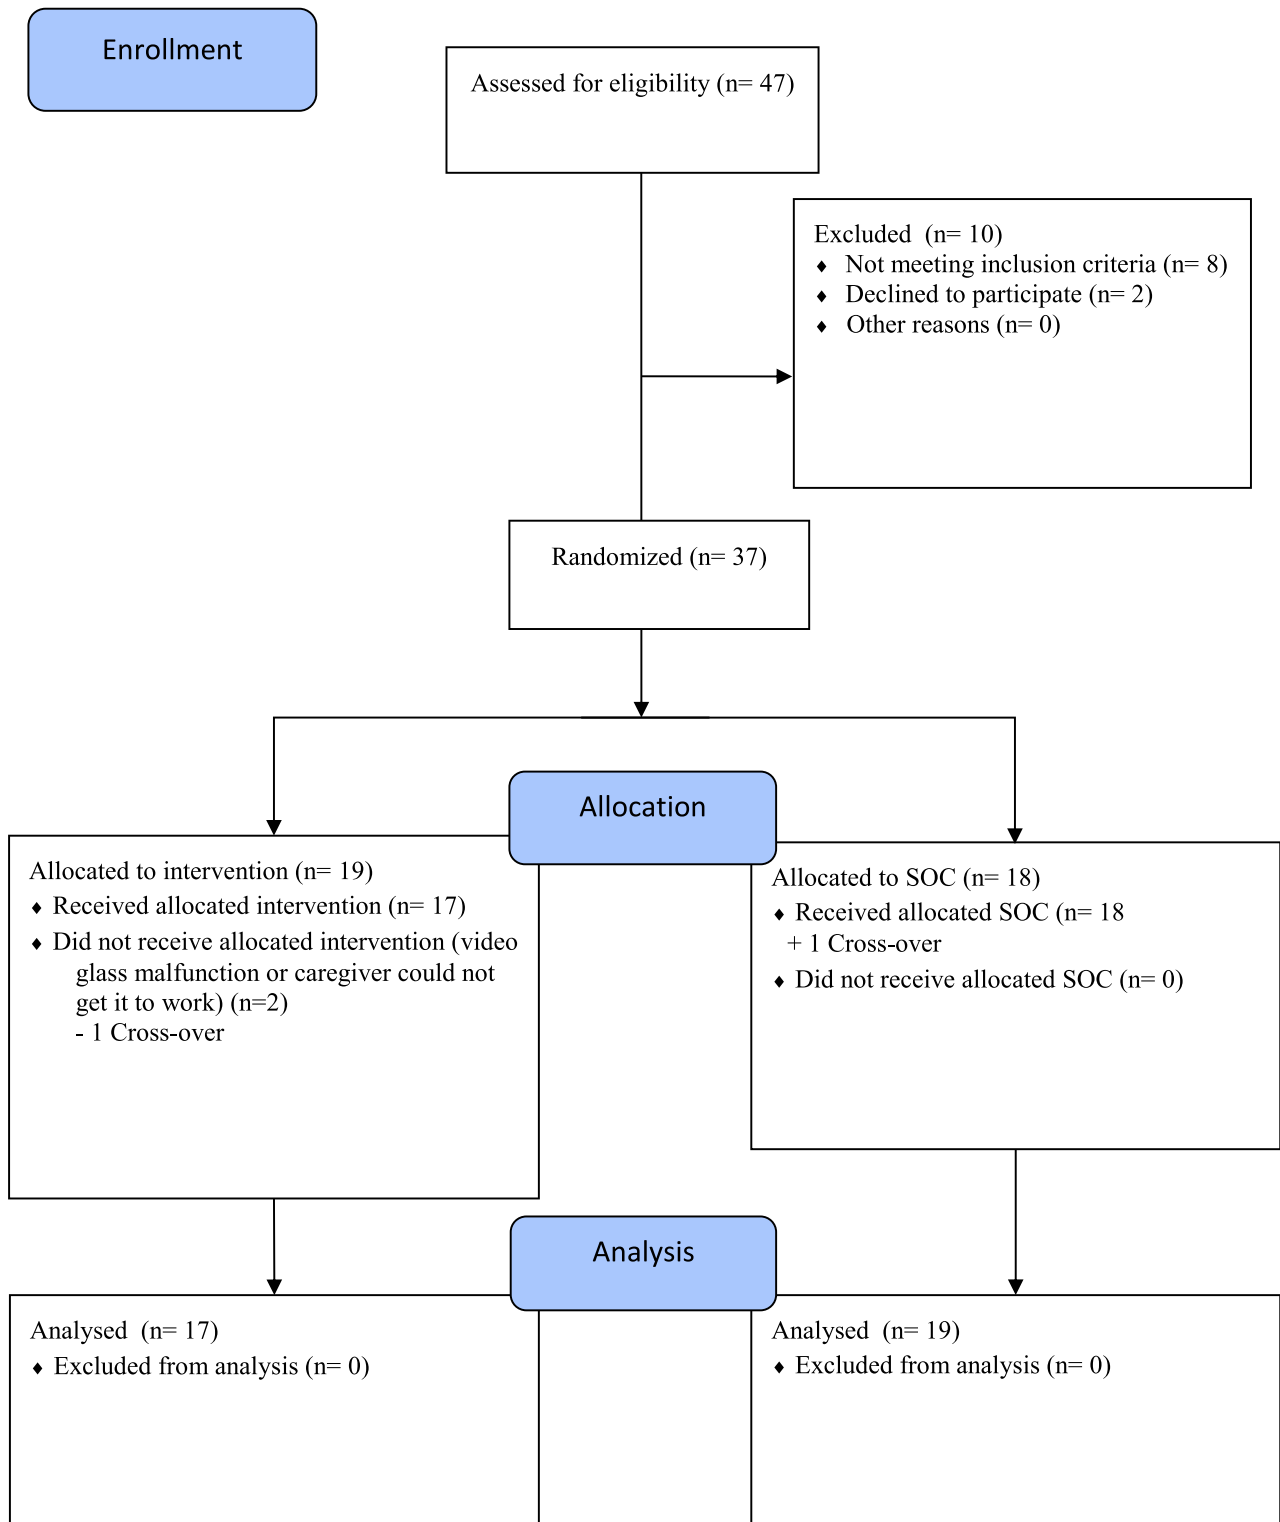 Enrollment
Assessed for eligibility (n= 47)
Excluded  (n= 10)
♦ Not meeting inclusion criteria (n= 8)
♦ Declined to participate (n= 2)
♦ Other reasons (n= 0)
Randomized (n= 37)
Allocation
Allocated to intervention (n= 19)
♦ Received allocated intervention (n= 17)
♦ Did not receive allocated intervention (video
glass malfunction or caregiver could not
get it to work) (n=2)
- 1 Cross-over
Allocated to SOC (n= 18)
♦ Received allocated SOC (n= 18
+ 1 Cross-over
♦ Did not receive allocated SOC (n= 0)
Analysis
Analysed  (n= 17)
♦ Excluded from analysis (n= 0)
Analysed  (n= 19)
♦ Excluded from analysis (n= 0)